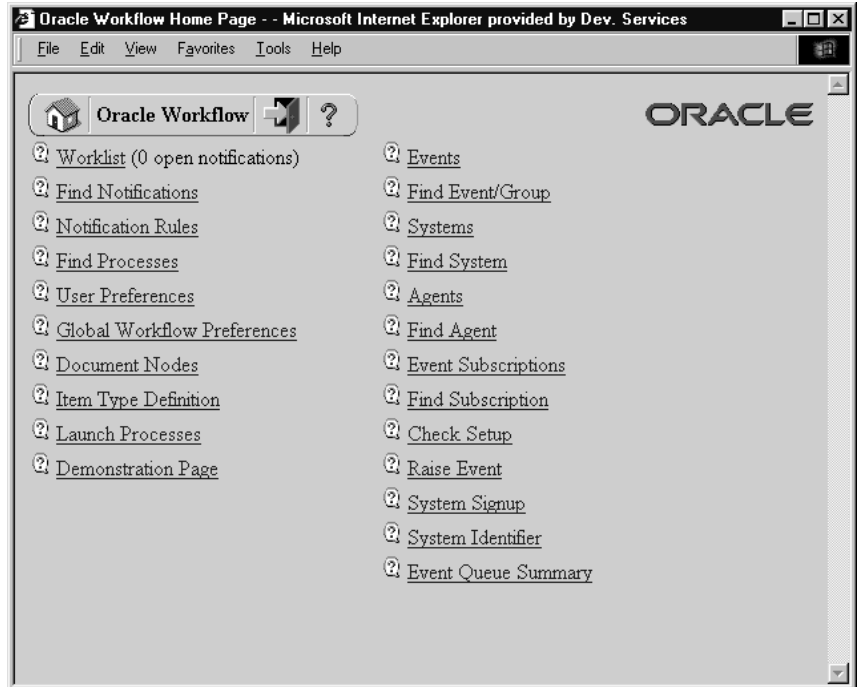 Oracle Workflow Home Page - - Microsoft Internet Explorer provided by Dev. Services
File Edit View Favorites Tools Help
Oracle Workflow ?
ORACLE
Worklist (0 open notifications)
Find Notifications
Notification Rules
Find Processes
User Preferences
Global Workflow Preferences
Document Nodes
Item Type Definition
Launch Processes
Demonstration Page
Events
Find Event/Group
Systems
Find System
Agents
Find Agent
Event Subscriptions
Find Subscription
Check Setup
Raise Event
System Signup
System Identifier
Event Queue Summary